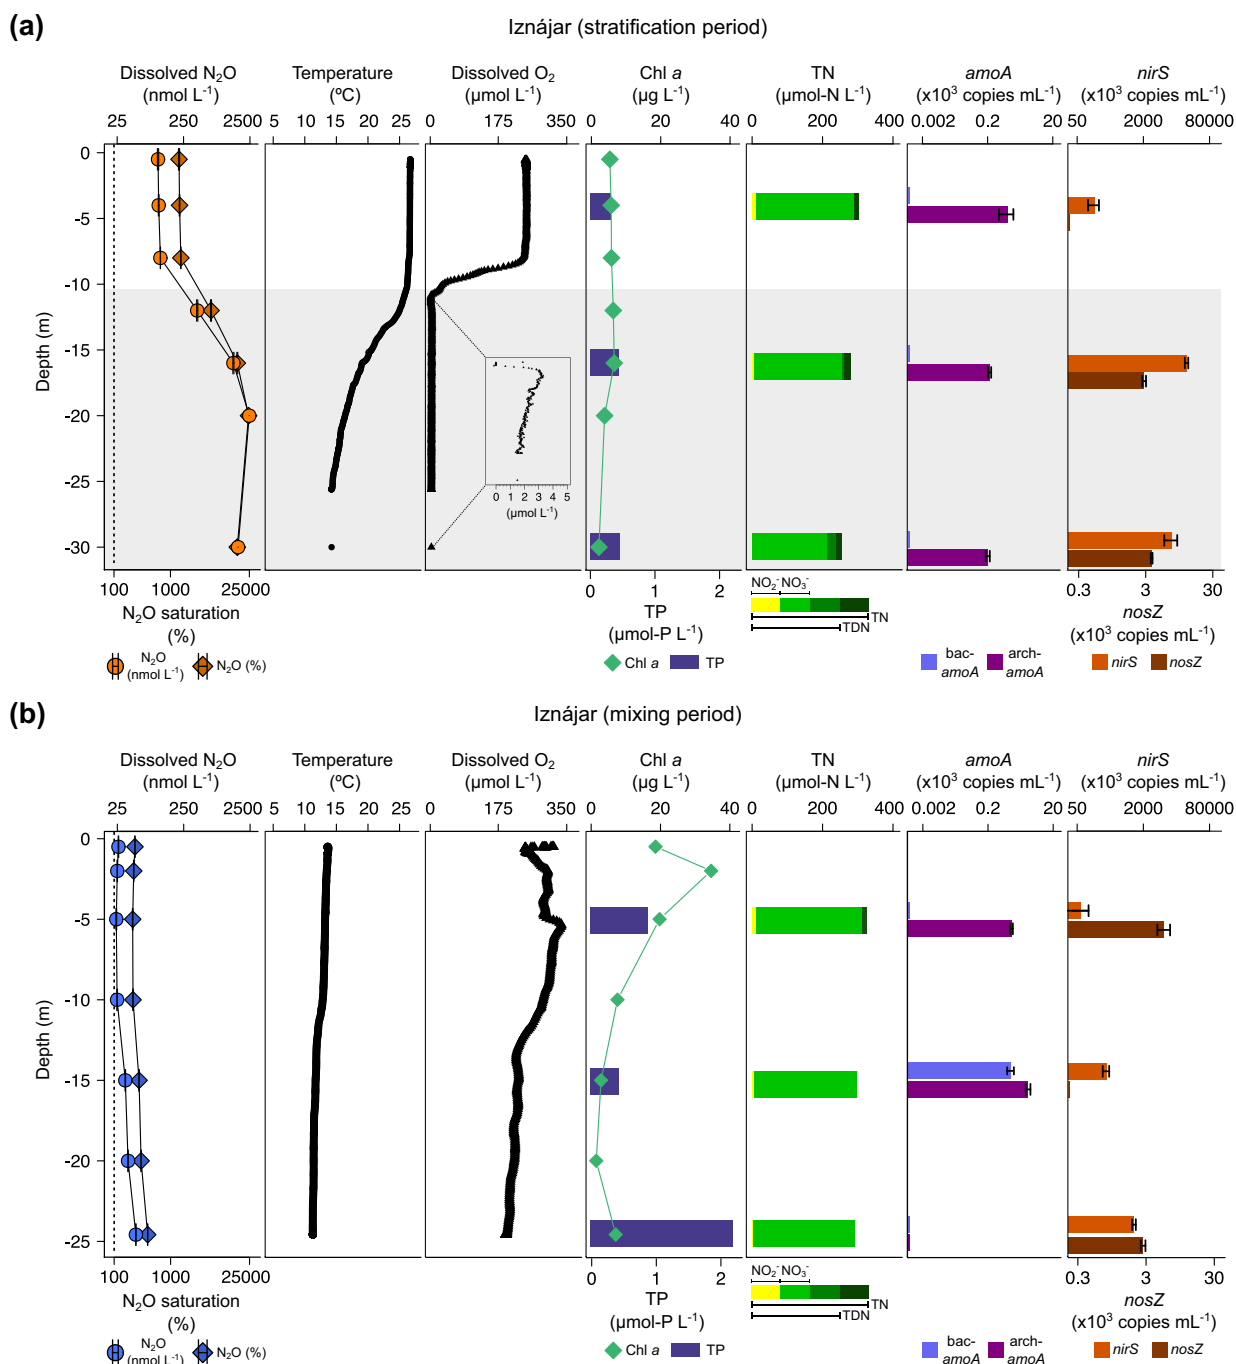 (a)
Iznájar (stratification period)
Dissolved N₂O Temperature Dissolved O₂ Chl a TN amoA nirS
(nmol L⁻¹) (ºC) (µmol L⁻¹) (µg L⁻¹) (µmol-N L⁻¹) (x10³ copies mL⁻¹) (x10³ copies mL⁻¹)
25 250 2500 5 10 15 20 25 0 175 350 0 20 40 0 200 400 0.002 0.2 20 50 2000 80000
0
-5
-10
-15
-20
-25
-30
Depth (m)
0 1 2 3 4 5
(µmol L⁻¹)
100 1000 25000 0 1 2 0.3 3 30
N₂O saturation TP nosZ
(%) (µmol-P L⁻¹) (x10³ copies mL⁻¹)
NO₂⁻ NO₃⁻
TN
TDN
N₂O (nmol L⁻¹) N₂O (%) Chl a TP bac-amoA arch-amoA nirS nosZ
(b)
Iznájar (mixing period)
Dissolved N₂O Temperature Dissolved O₂ Chl a TN amoA nirS
(nmol L⁻¹) (ºC) (µmol L⁻¹) (µg L⁻¹) (µmol-N L⁻¹) (x10³ copies mL⁻¹) (x10³ copies mL⁻¹)
25 250 2500 5 10 15 20 25 0 175 350 0 20 40 0 200 400 0.002 0.2 20 50 2000 80000
0
-5
-10
-15
-20
-25
Depth (m)
100 1000 25000 0 1 2 0.3 3 30
N₂O saturation TP nosZ
(%) (µmol-P L⁻¹) (x10³ copies mL⁻¹)
NO₂⁻ NO₃⁻
TN
TDN
N₂O (nmol L⁻¹) N₂O (%) Chl a TP bac-amoA arch-amoA nirS nosZ